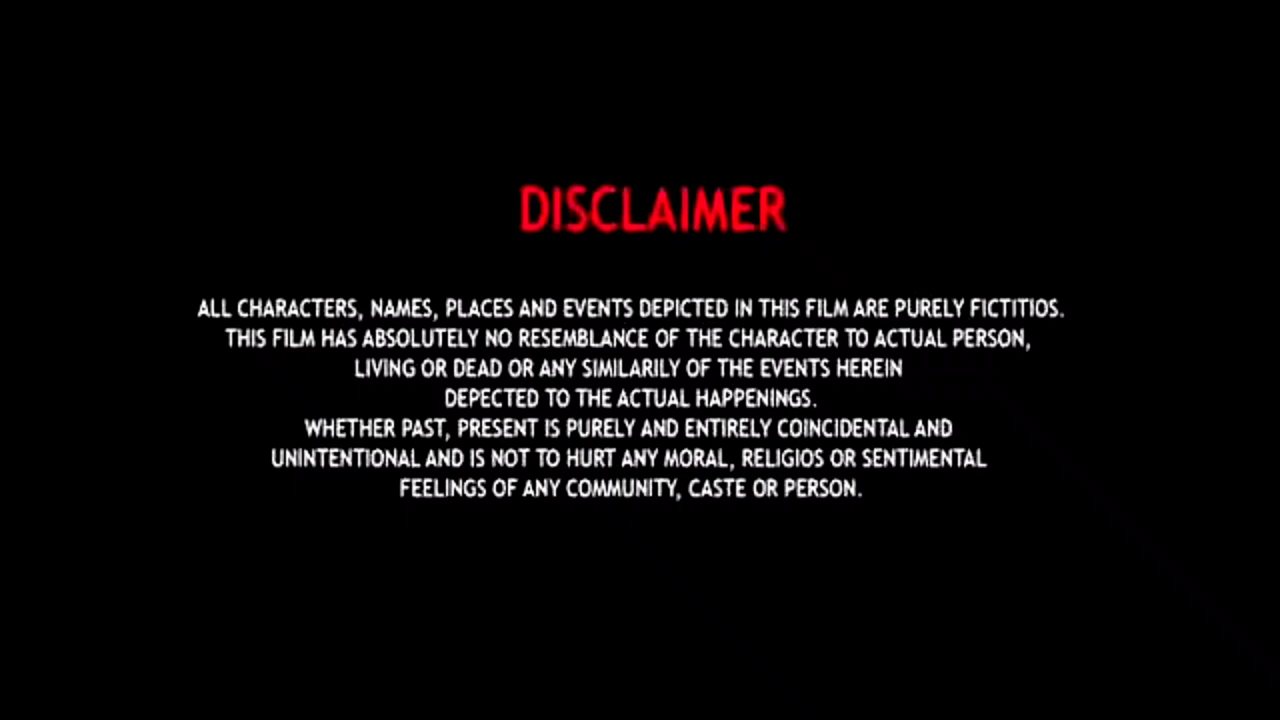 DISCLAIMER
ALL CHARACTERS, NAMES, PLACES AND EVENTS DEPICTED IN THIS FILM ARE PURELY FICTITIOS.
THIS FILM HAS ABSOLUTELY NO RESEMBLANCE OF THE CHARACTER TO ACTUAL PERSON,
LIVING OR DEAD OR ANY SIMILARILY OF THE EVENTS HEREIN
DEPECTED TO THE ACTUAL HAPPENINGS.
WHETHER PAST, PRESENT IS PURELY AND ENTIRELY COINCIDENTAL AND
UNINTENTIONAL AND IS NOT TO HURT ANY MORAL, RELIGIOS OR SENTIMENTAL
FEELINGS OF ANY COMMUNITY, CASTE OR PERSON.